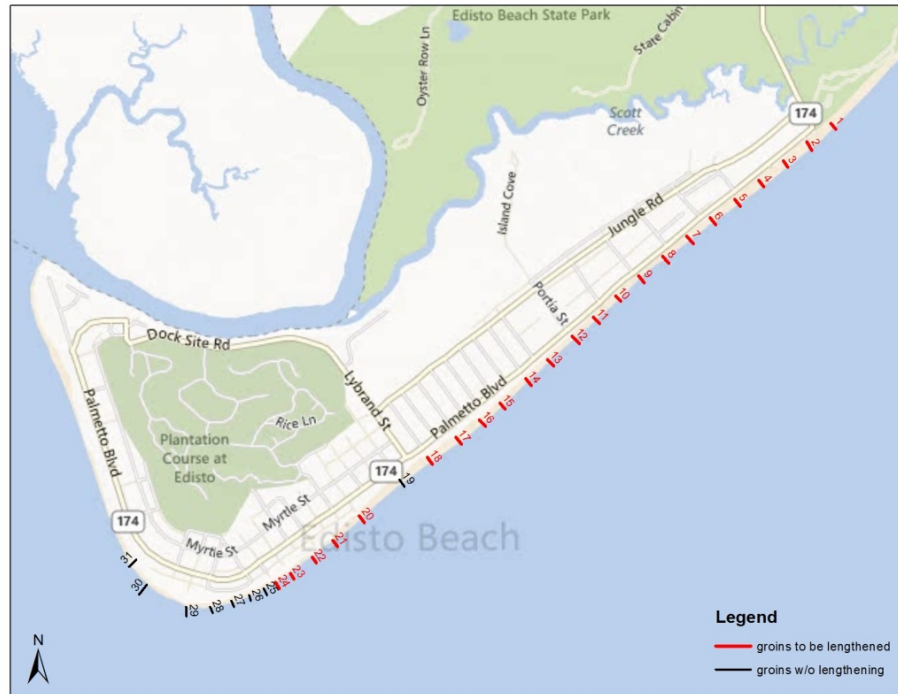 Edisto Beach State Park
Oyster Row Ln
State Cabin
Scott
Creek
174
1
2
3
4
5
6
7
8
9
10
11
12
13
14
15
16
17
18
19
20
21
22
23
24
25
26
27
28
29
30
31
Island Cove
Jungle Rd
Portia St
Dock Site Rd
Lybrand St
Palmetto Blvd
Palmetto Blvd
Rice Ln
Plantation
Course at
Edisto
174
Myrtle St
174
Myrtle St
Edisto Beach
Legend
groins to be lengthened
groins w/o lengthening
N